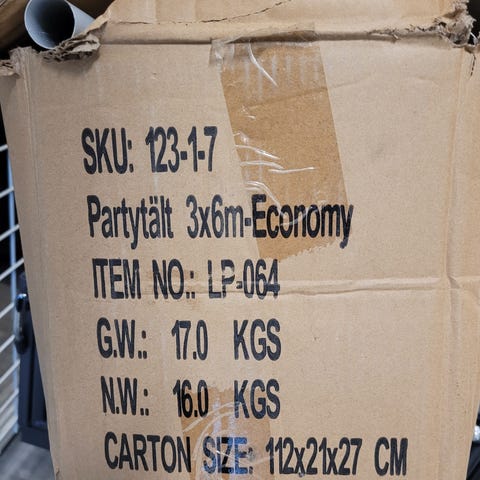 SKU: 123-1-7
Partytält 3x6m-Economy
ITEM NO.: LP-064
G.W.: 17.0 KGS
N.W.: 16.0 KGS
CARTON SIZE: 112x21x27 CM